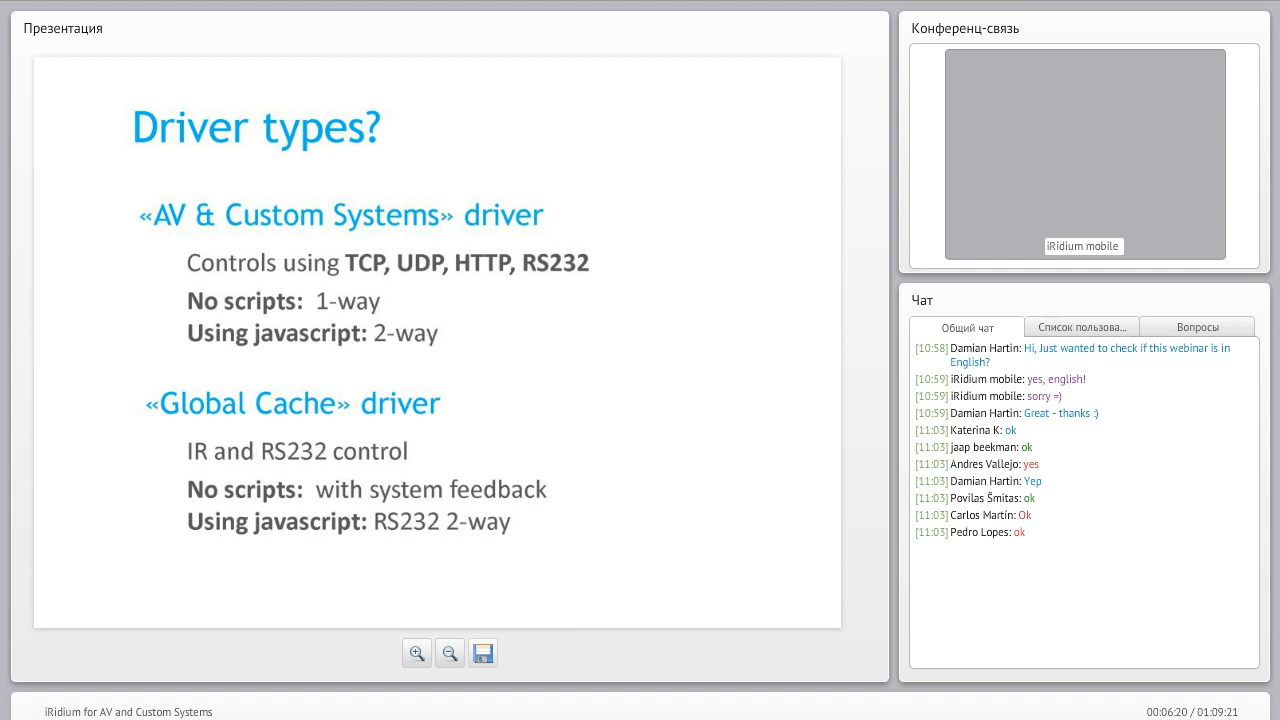 Презентация
Driver types?
«AV & Custom Systems» driver
Controls using TCP, UDP, HTTP, RS232
No scripts: 1-way
Using javascript: 2-way
«Global Cache» driver
IR and RS232 control
No scripts: with system feedback
Using javascript: RS232 2-way
Конференц-связь
iRidium mobile
Чат
Общий чат
Список пользова...
Вопросы
[10:58] Damian Hartin: Hi, Just wanted to check if this webinar is in
English?
[10:59] iRidium mobile: yes, english!
[10:59] iRidium mobile: sorry =)
[10:59] Damian Hartin: Great - thanks :)
[11:03] Katerina K: ok
[11:03] jaap beekman: ok
[11:03] Andres Vallejo: yes
[11:03] Damian Hartin: Yep
[11:03] Povilas Šmitas: ok
[11:03] Carlos Martín: Ok
[11:03] Pedro Lopes: ok
iRidium for AV and Custom Systems
00:06:20 / 01:09:21